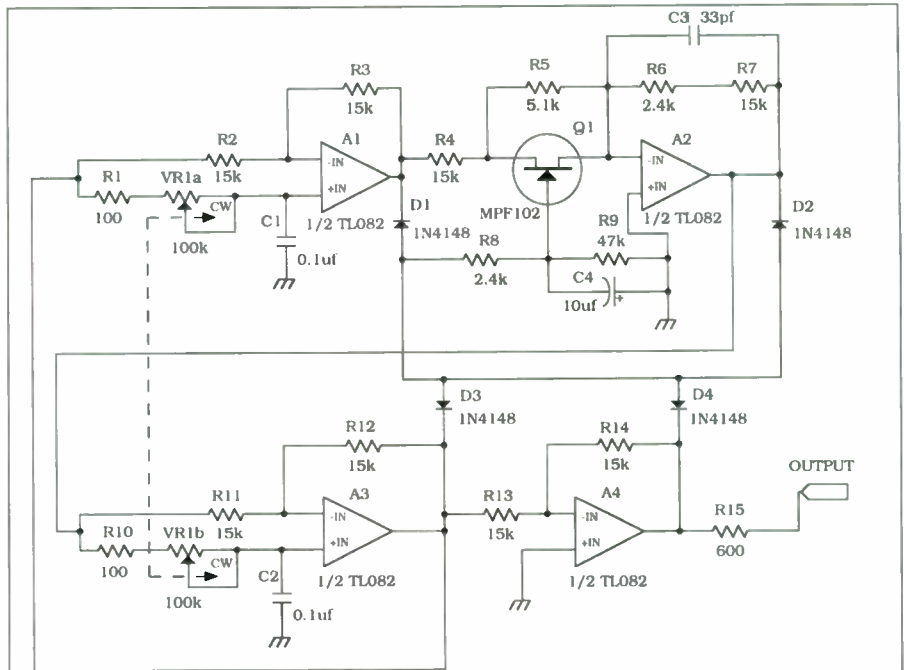 C3 33pf
R3
15k
R5
5.1k
R6
2.4k
R7
15k
Q1
R2
15k
A1
-IN
+IN
1/2 TL082
R4
15k
A2
-IN
+IN
1/2 TL082
R1
100
VR1a
CW
100k
C1
0.1uf
D1
1N4148
MPF102
R8
2.4k
R9
47k
C4
10uf
+
D2
1N4148
D3
1N4148
D4
1N4148
R12
15k
R14
15k
OUTPUT
R11
15k
A3
-IN
+IN
1/2 TL082
R13
15k
A4
-IN
+IN
1/2 TL082
R15
600
R10
100
VR1b
CW
100k
C2
0.1uf